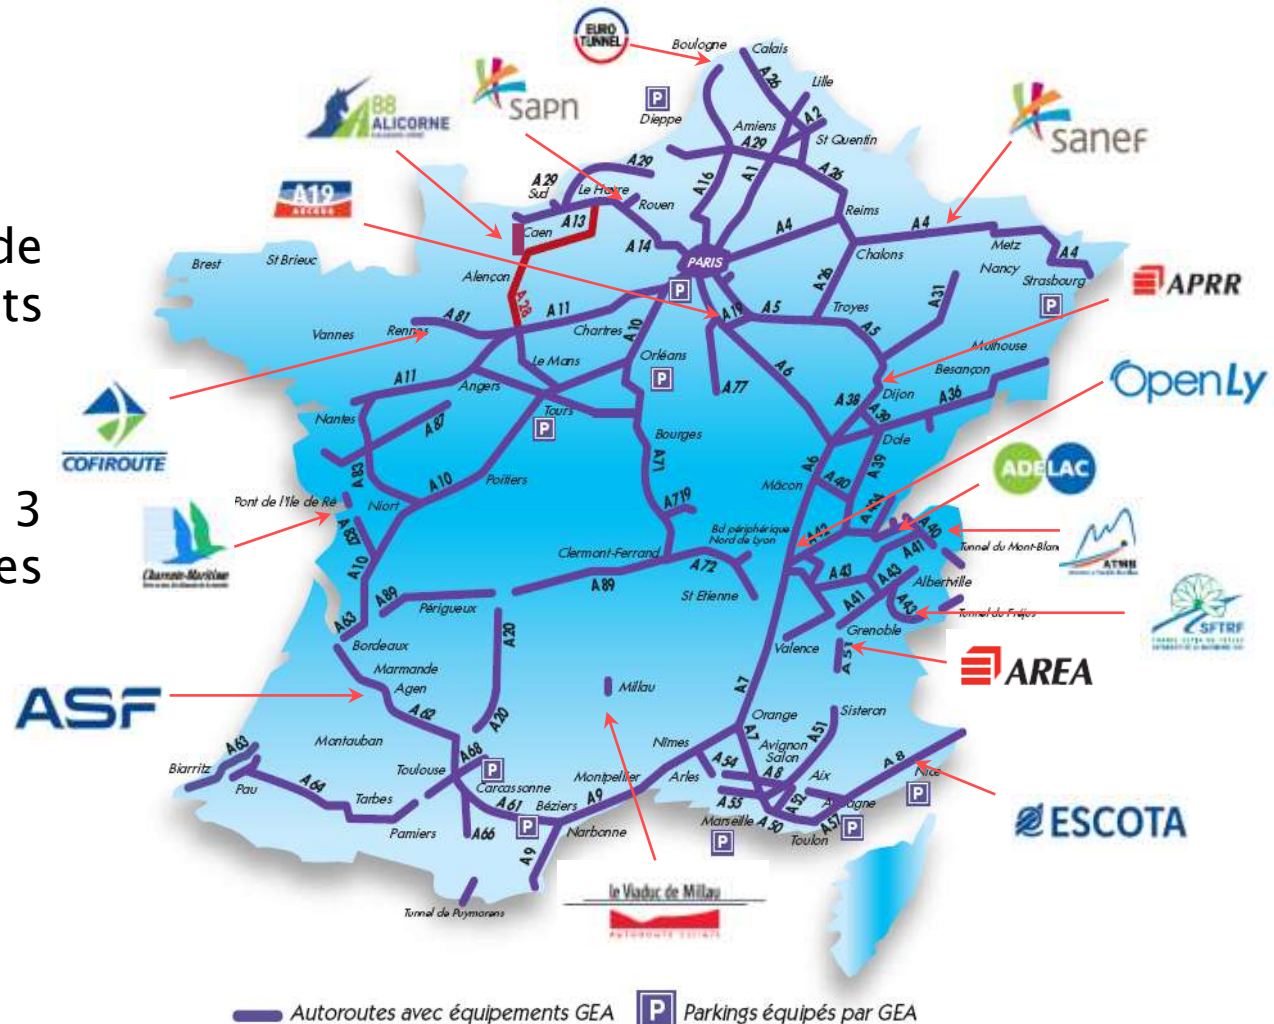 EURO
TUNNEL
Boulogne
Calais
A26
Lille
sapn
P
A88
ALICORNE
Dieppe
Amiens
A2
A29
St Quentin
sanef
A29
A16
A1
A26
A19
A29
Sud
Le Havre
Rouen
Reims
de
A13
A4
A4
Caen
A14
Metz
A4
St Brieuc
PARIS
Chalons
Nancy
Brest
Alençon
A26
Strasbourg
ts
P
A31
P
APRR
A28
A11
A19
A5
Troyes
A81
A5
Vannes
Rennes
Chartres
A10
Mulhouse
Le Mans
Orléans
A6
Besançon
A11
Angers
P
A77
A38
Dijon
A36
OpenLy
Nantes
Tours
A36
A87
P
Bourges
Dole
COFIROUTE
A83
A71
A6
A39
ADELAC
A10
Poitiers
Mâcon
A40
3
Pont de l'Ile de Ré
Niort
A719
A404
A837
Bd périphérique
Nord de Lyon
A42
A40
Tunnel du Mont-Blanc
es
A10
Clermont-Ferrand
A72
A41
ATMB
Charente-Maritime
A89
A43
A43
Albertville
A89
Périgueux
St Etienne
A41
A43
Tunnel du Fréjus
A63
A20
Grenoble
SFTRF
Bordeaux
Valence
A51
Marmande
AREA
ASF
Agen
Millau
A7
A62
A20
Orange
Sisteron
A63
Montauban
A68
Nîmes
A7
Avignon
A51
Biarritz
Toulouse
P
Salon
A8
Pau
A64
Montpellier
Arles
A54
A8
Aix
Nice
Tarbes
Carcassonne
A9
P
A61
Béziers
A55
A52
Aubagne
ESCOTA
Pamiers
A66
P
Narbonne
Marseille
A50
A57
P
A9
P
Toulon
le Viaduc de Millau
Tunnel de Puymorens
Autoroutes avec équipements GEA
P
Parkings équipés par GEA